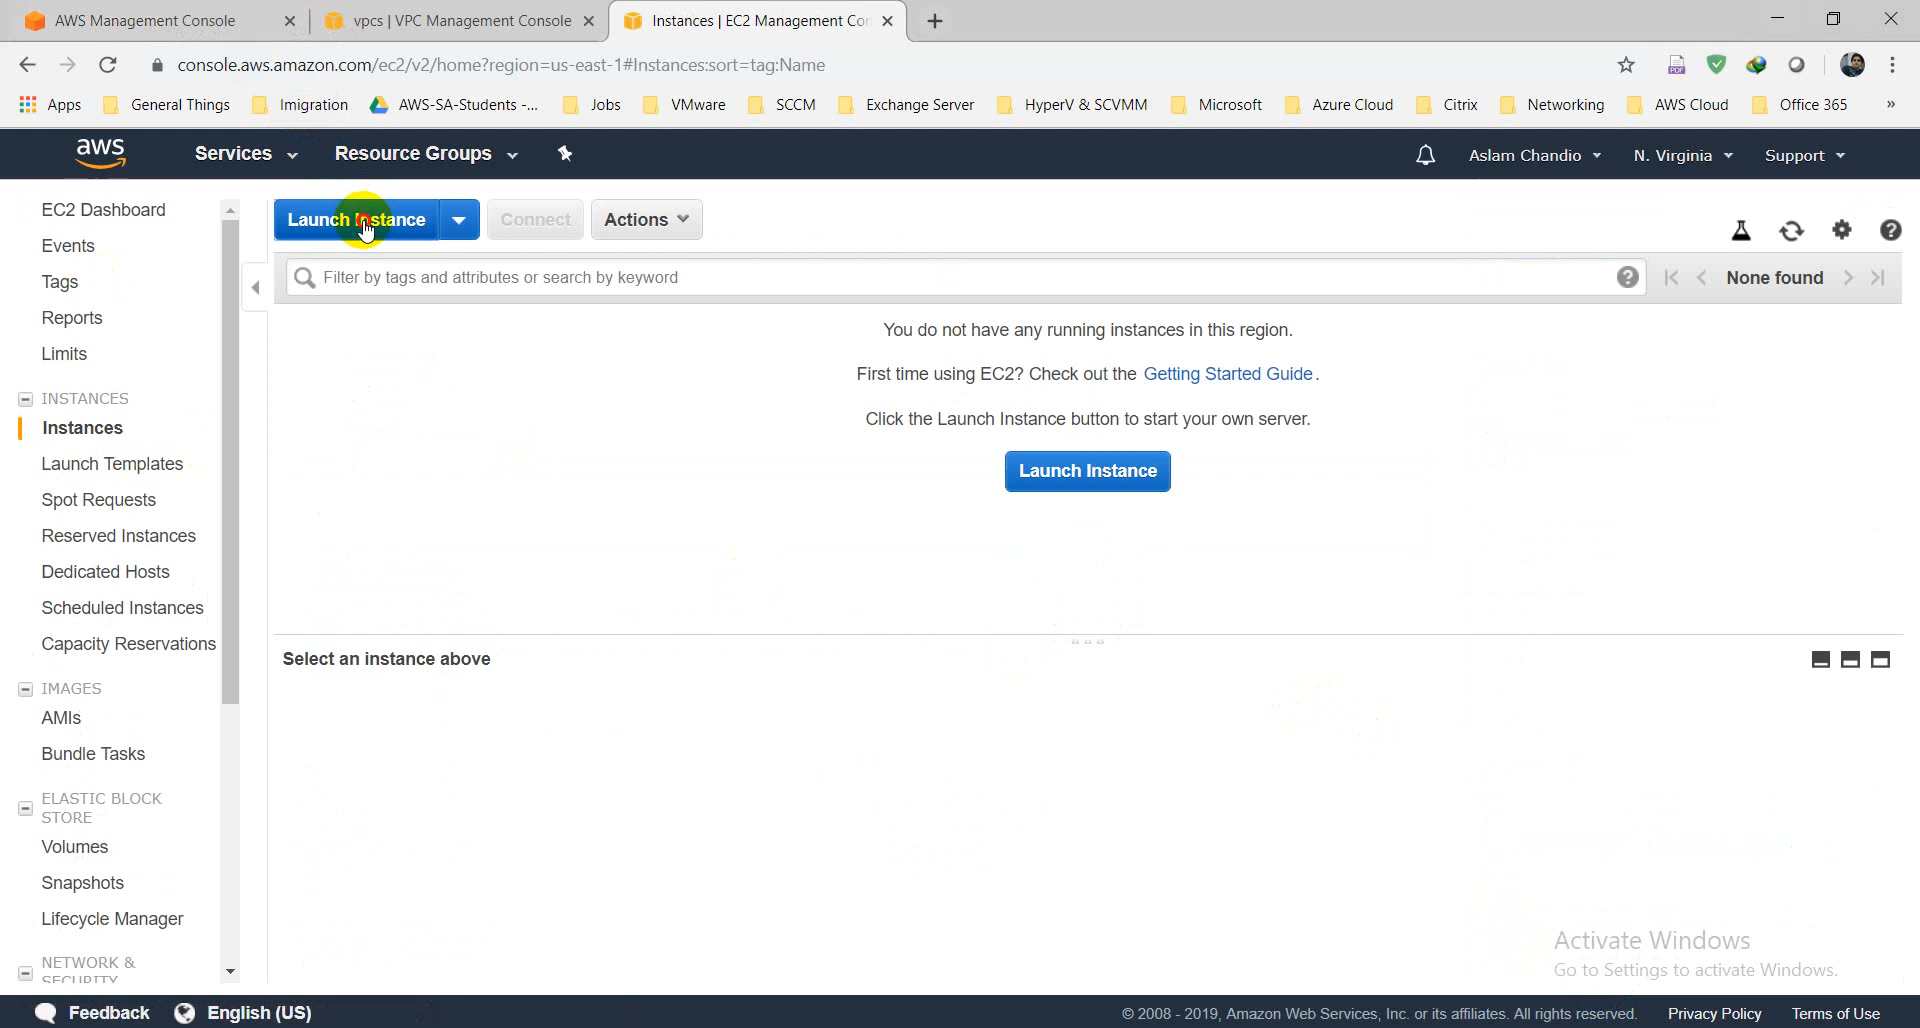 AWS Management Console
vpcs | VPC Management Console
Instances | EC2 Management Co
console.aws.amazon.com/ec2/v2/home?region=us-east-1#Instances:sort=tag:Name
Apps General Things Imigration AWS-SA-Students -... Jobs VMware SCCM Exchange Server HyperV & SCVMM Microsoft Azure Cloud Citrix Networking AWS Cloud Office 365 »
aws Services Resource Groups Aslam Chandio N. Virginia Support
EC2 Dashboard
Events
Tags
Reports
Limits
INSTANCES
Instances
Launch Templates
Spot Requests
Reserved Instances
Dedicated Hosts
Scheduled Instances
Capacity Reservations
IMAGES
AMIs
Bundle Tasks
ELASTIC BLOCK
STORE
Volumes
Snapshots
Lifecycle Manager
NETWORK &
SECURITY
Launch Instance Connect Actions
Filter by tags and attributes or search by keyword
None found
You do not have any running instances in this region.
First time using EC2? Check out the Getting Started Guide.
Click the Launch Instance button to start your own server.
Launch Instance
Select an instance above
Activate Windows
Go to Settings to activate Windows.
Feedback English (US) © 2008 - 2019, Amazon Web Services, Inc. or its affiliates. All rights reserved. Privacy Policy Terms of Use